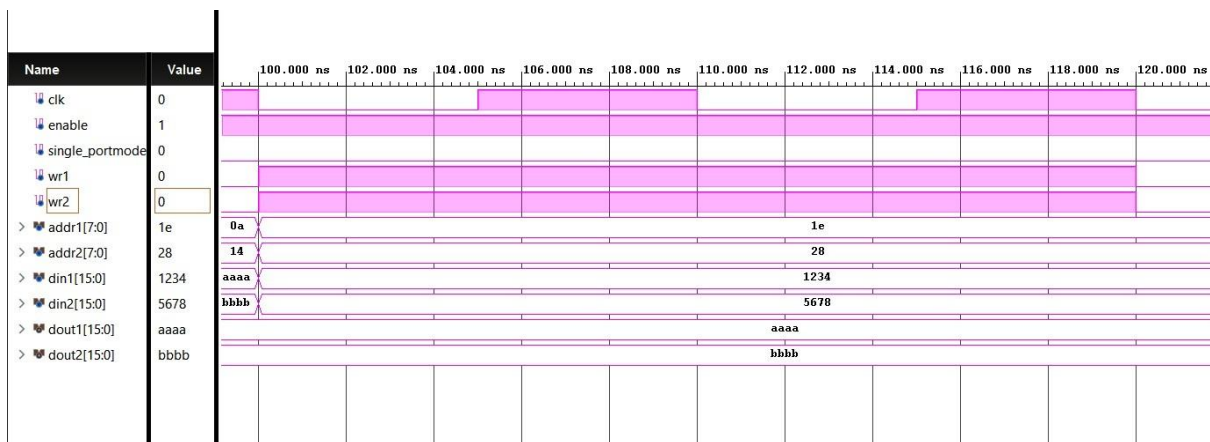 Name Value 100.000 ns 102.000 ns 104.000 ns 106.000 ns 108.000 ns 110.000 ns 112.000 ns 114.000 ns 116.000 ns 118.000 ns 120.000 ns
clk 0
enable 1
single_portmode 0
wr1 0
wr2 0
addr1[7:0] 1e 0a 1e
addr2[7:0] 28 14 28
din1[15:0] 1234 aaaa 1234
din2[15:0] 5678 bbbb 5678
dout1[15:0] aaaa aaaa
dout2[15:0] bbbb bbbb